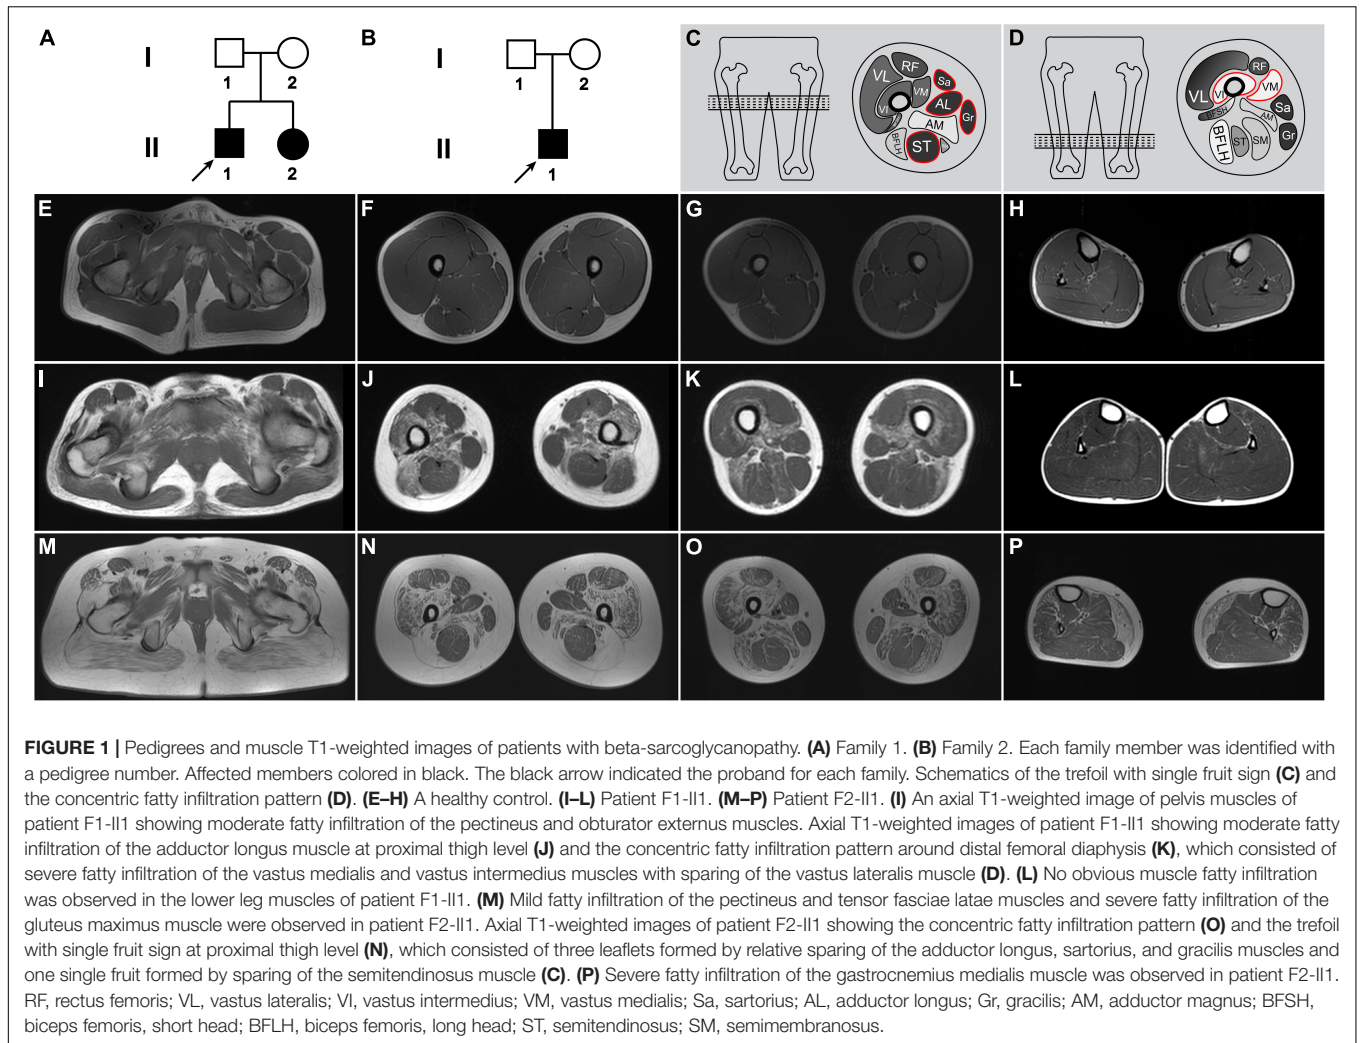 A
B
C
D
I
I
1
2
1
2
II
II
1
2
1
VL
RF
VM
VI
Sa
AL
Gr
AM
BFLH
ST
VL
RF
VI
VM
BFSH
AM
Sa
Gr
BFLH
ST
SM
E
F
G
H
I
J
K
L
M
N
O
P
FIGURE 1 | Pedigrees and muscle T1-weighted images of patients with beta-sarcoglycanopathy. (A) Family 1. (B) Family 2. Each family member was identified with
a pedigree number. Affected members colored in black. The black arrow indicated the proband for each family. Schematics of the trefoil with single fruit sign (C) and
the concentric fatty infiltration pattern (D). (E–H) A healthy control. (I–L) Patient F1-II1. (M–P) Patient F2-II1. (I) An axial T1-weighted image of pelvis muscles of
patient F1-II1 showing moderate fatty infiltration of the pectineus and obturator externus muscles. Axial T1-weighted images of patient F1-II1 showing moderate fatty
infiltration of the adductor longus muscle at proximal thigh level (J) and the concentric fatty infiltration pattern around distal femoral diaphysis (K), which consisted of
severe fatty infiltration of the vastus medialis and vastus intermedius muscles with sparing of the vastus lateralis muscle (D). (L) No obvious muscle fatty infiltration
was observed in the lower leg muscles of patient F1-II1. (M) Mild fatty infiltration of the pectineus and tensor fasciae latae muscles and severe fatty infiltration of the
gluteus maximus muscle were observed in patient F2-II1. Axial T1-weighted images of patient F2-II1 showing the concentric fatty infiltration pattern (O) and the trefoil
with single fruit sign at proximal thigh level (N), which consisted of three leaflets formed by relative sparing of the adductor longus, sartorius, and gracilis muscles and
one single fruit formed by sparing of the semitendinosus muscle (C). (P) Severe fatty infiltration of the gastrocnemius medialis muscle was observed in patient F2-II1.
RF, rectus femoris; VL, vastus lateralis; VI, vastus intermedius; VM, vastus medialis; Sa, sartorius; AL, adductor longus; Gr, gracilis; AM, adductor magnus; BFSH,
biceps femoris, short head; BFLH, biceps femoris, long head; ST, semitendinosus; SM, semimembranosus.